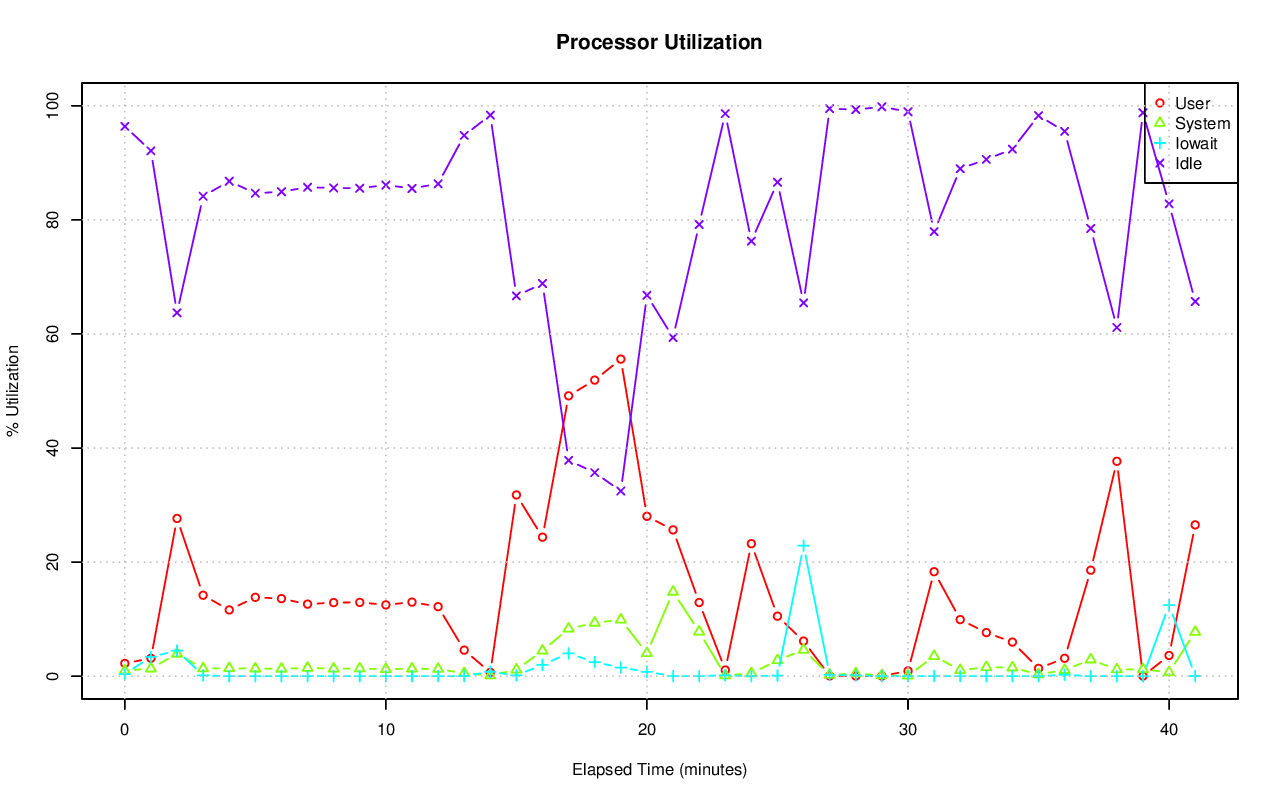 Processor Utilization
% Utilization
100
80
60
40
20
0
User
System
Iowait
Idle
0 10 20 30 40
Elapsed Time (minutes)